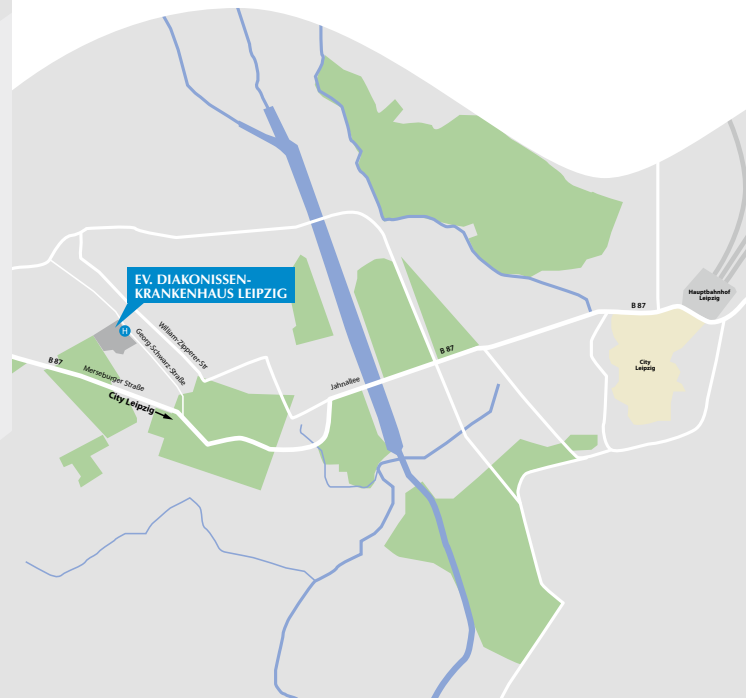 Hauptbahnhof
Leipzig
EV. DIAKONISSEN-
KRANKENHAUS LEIPZIG
B 87
H
William-Zipperer-Str
Georg-Schwarz-Straße
B 87
City
Leipzig
B 87
Merseburger Straße
Jahnallee
City Leipzig